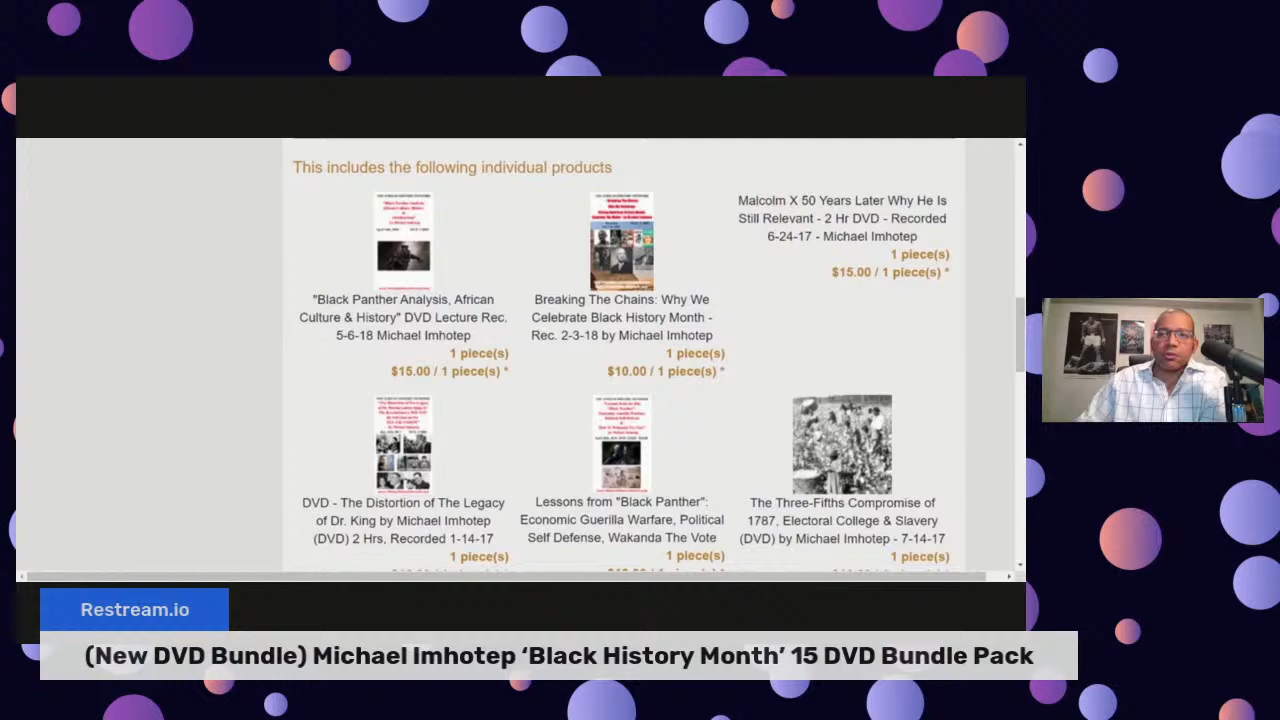 This includes the following individual products
"Black Panther Analysis, African
Culture & History" DVD Lecture Rec.
5-6-18 Michael Imhotep
1 piece(s)
$15.00 / 1 piece(s) *
Breaking The Chains: Why We
Celebrate Black History Month -
Rec. 2-3-18 by Michael Imhotep
1 piece(s)
$10.00 / 1 piece(s) *
Malcolm X 50 Years Later Why He Is
Still Relevant - 2 Hr DVD - Recorded
6-24-17 - Michael Imhotep
1 piece(s)
$15.00 / 1 piece(s) *
DVD - The Distortion of The Legacy
of Dr. King by Michael Imhotep
(DVD) 2 Hrs, Recorded 1-14-17
1 piece(s)
Lessons from "Black Panther":
Economic Guerilla Warfare, Political
Self Defense, Wakanda The Vote
1 piece(s)
The Three-Fifths Compromise of
1787, Electoral College & Slavery
(DVD) by Michael Imhotep - 7-14-17
1 piece(s)
Restream.io
(New DVD Bundle) Michael Imhotep ‘Black History Month’ 15 DVD Bundle Pack